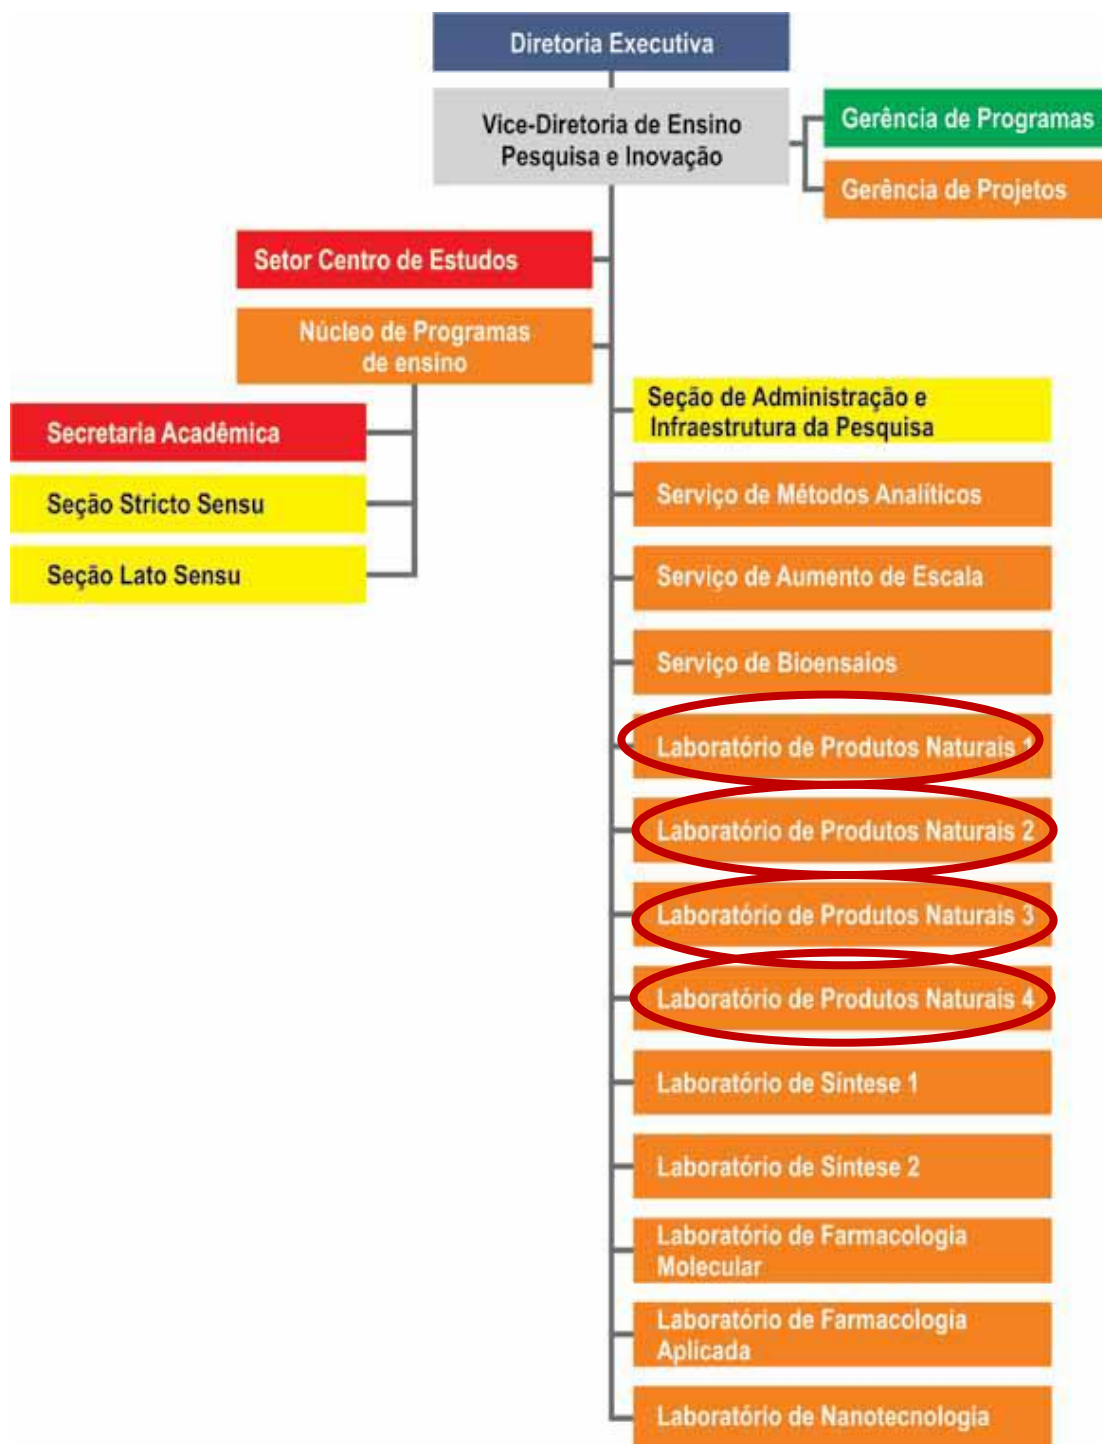 Diretoria Executiva
Vice-Diretoria de Ensino
Pesquisa e Inovação
Gerência de Programas
Gerência de Projetos
Setor Centro de Estudos
Núcleo de Programas
de ensino
Secretaria Acadêmica
Seção Stricto Sensu
Seção Lato Sensu
Seção de Administração e
Infraestrutura da Pesquisa
Serviço de Métodos Analíticos
Serviço de Aumento de Escala
Serviço de Bioensaios
Laboratório de Produtos Naturais 1
Laboratório de Produtos Naturais 2
Laboratório de Produtos Naturais 3
Laboratório de Produtos Naturais 4
Laboratório de Síntese 1
Laboratório de Síntese 2
Laboratório de Farmacologia
Molecular
Laboratório de Farmacologia
Aplicada
Laboratório de Nanotecnologia